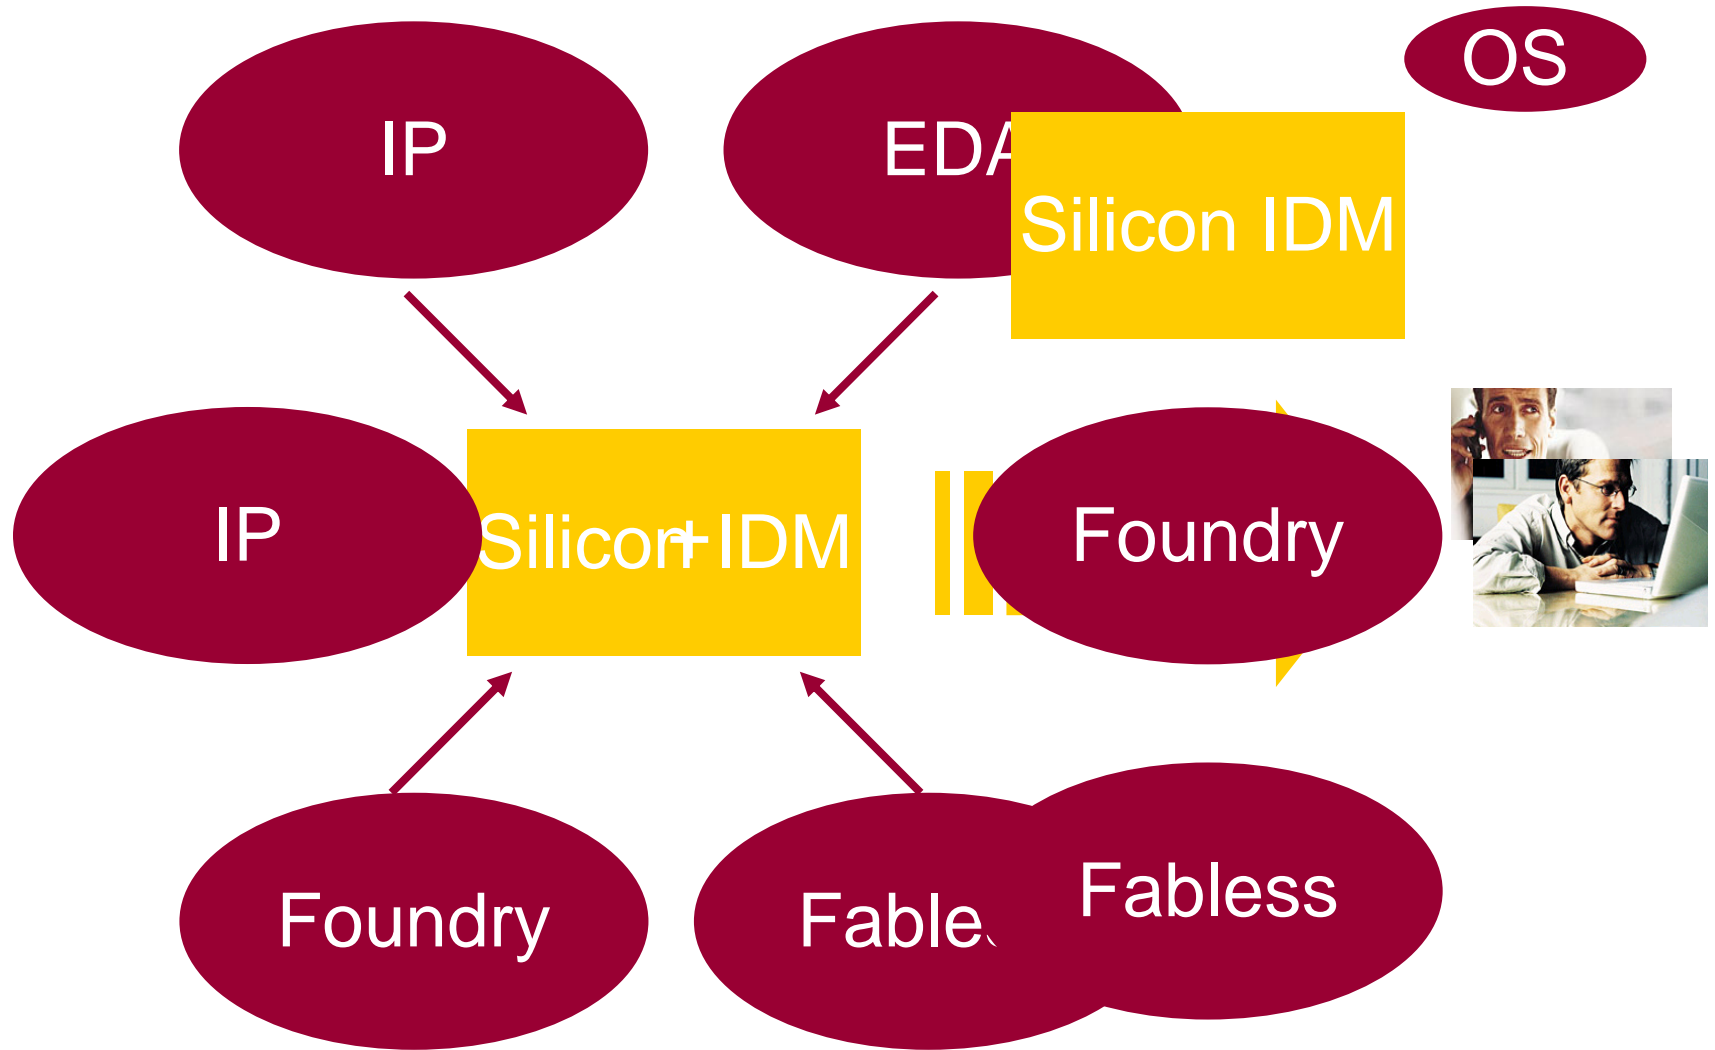 OS
IP
EDA
Silicon IDM
IP
Silicon IDM
+
Foundry
Foundry
Fabless